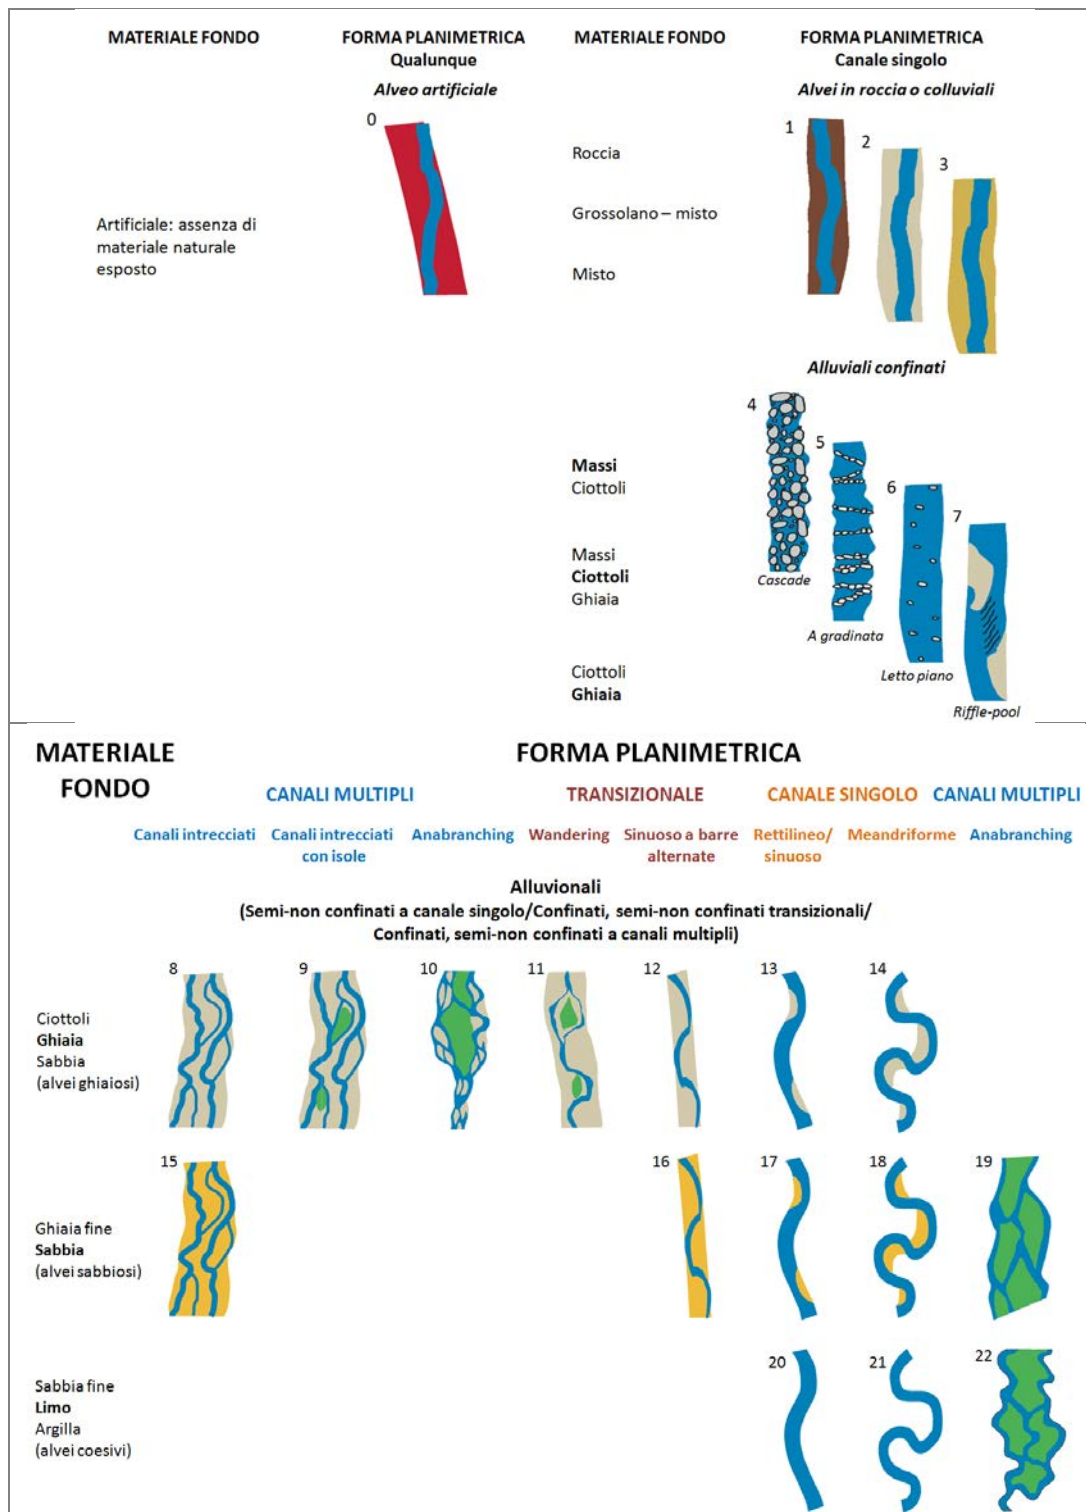 MATERIALE FONDO
FORMA PLANIMETRICA
Qualunque
Alveo artificiale
0
Artificiale: assenza di
materiale naturale
esposto
MATERIALE FONDO
FORMA PLANIMETRICA
Canale singolo
Alvei in roccia o colluviali
1
2
3
Roccia
Grossolano – misto
Misto
Alluviali confinati
4
5
6
7
Massi
Ciottoli
Massi
Ciottoli
Ghiaia
Ciottoli
Ghiaia
Cascade
A gradinata
Letto piano
Riffle-pool
MATERIALE
FONDO
FORMA PLANIMETRICA
CANALI MULTIPLI
TRANSIZIONALE
CANALE SINGOLO
CANALI MULTIPLI
Canali intrecciati
Canali intrecciati
con isole
Anabranching
Wandering
Sinuoso a barre
alternate
Rettilineo/
sinuoso
Meandriforme
Anabranching
Alluvionali
(Semi-non confinati a canale singolo/Confinati, semi-non confinati transizionali/
Confinati, semi-non confinati a canali multipli)
8
9
10
11
12
13
14
Ciottoli
Ghiaia
Sabbia
(alvei ghiaiosi)
15
16
17
18
19
Ghiaia fine
Sabbia
(alvei sabbiosi)
20
21
22
Sabbia fine
Limo
Argilla
(alvei coesivi)